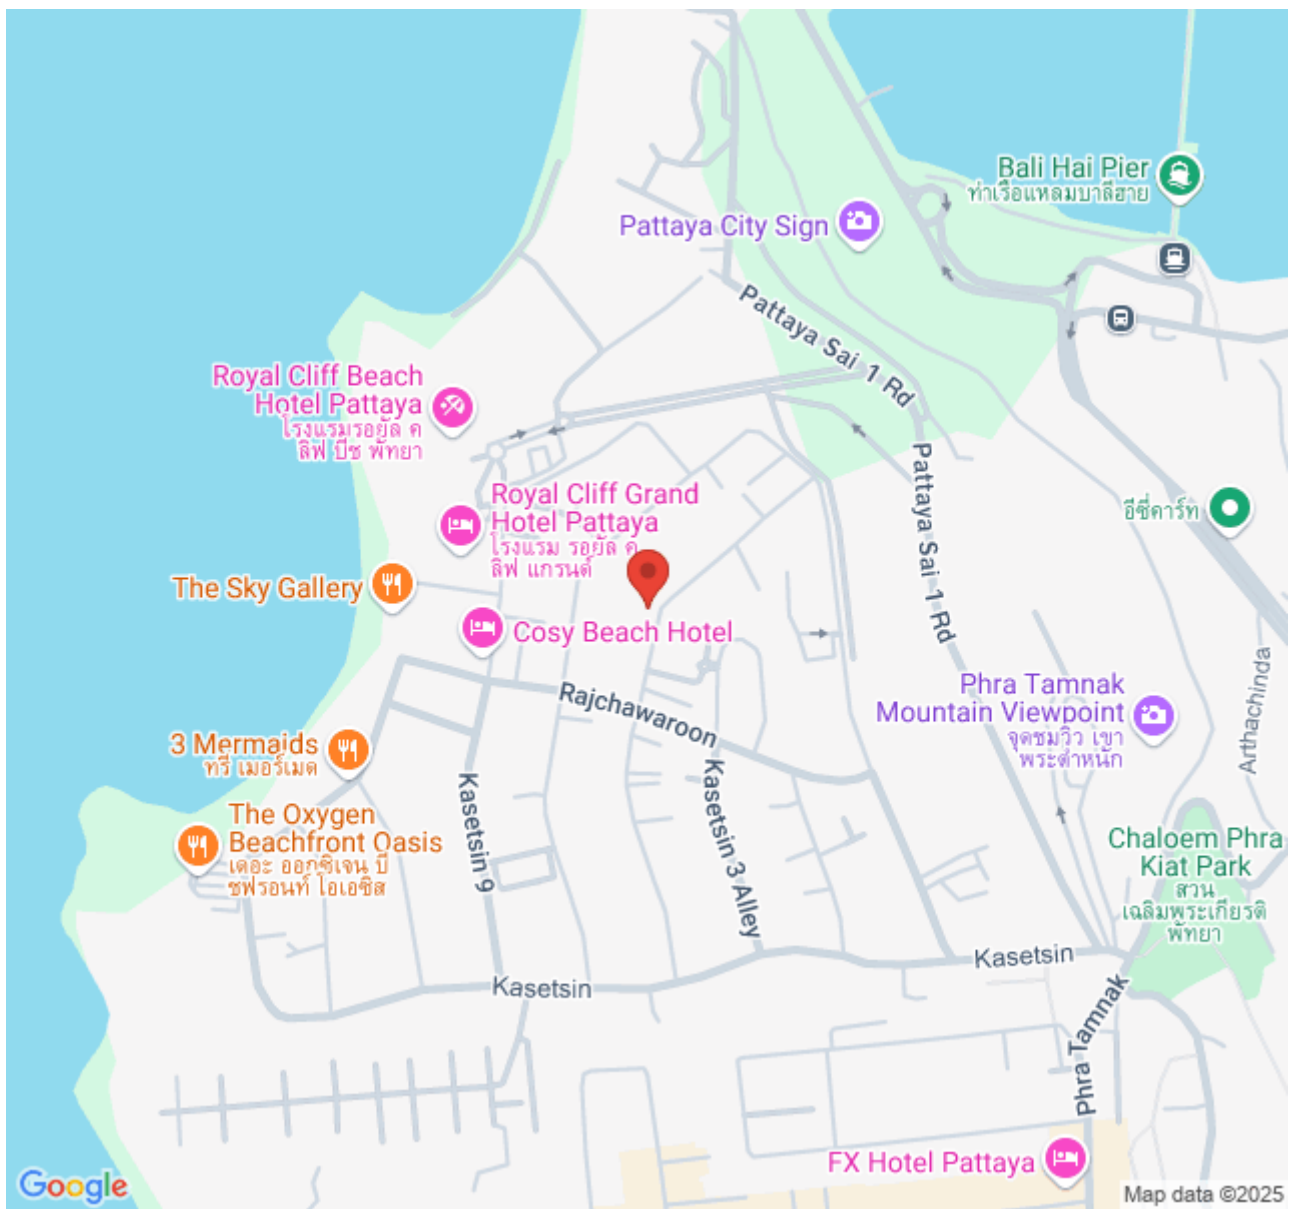 Bali Hai Pier
ท่าเรือแหลมบาลีฮาย
Pattaya City Sign
Pattaya Sai 1 Rd
Royal Cliff Beach
Hotel Pattaya
โรงแรมรอยัล ค
ลิฟ บีช พัทยา
Pattaya Sai 1 Rd
Royal Cliff Grand
Hotel Pattaya
โรงแรม รอยัล ค
ลิฟ แกรนด์
อีซี่คาร์ท
The Sky Gallery
Cosy Beach Hotel
Rajchawaroon
Phra Tamnak
Mountain Viewpoint
จุดชมวิว เขา
พระตำหนัก
Arthachinda
3 Mermaids
ทรี เมอร์เมด
Kasetsin 9
Kasetsin 3 Alley
The Oxygen
Beachfront Oasis
เดอะ ออกซิเจน บี
ชฟรอนท์ โอเอซิส
Chaloem Phra
Kiat Park
สวน
เฉลิมพระเกียรติ
พัทยา
Kasetsin
Kasetsin
Phra Tamnak
FX Hotel Pattaya
Google
Map data ©2025